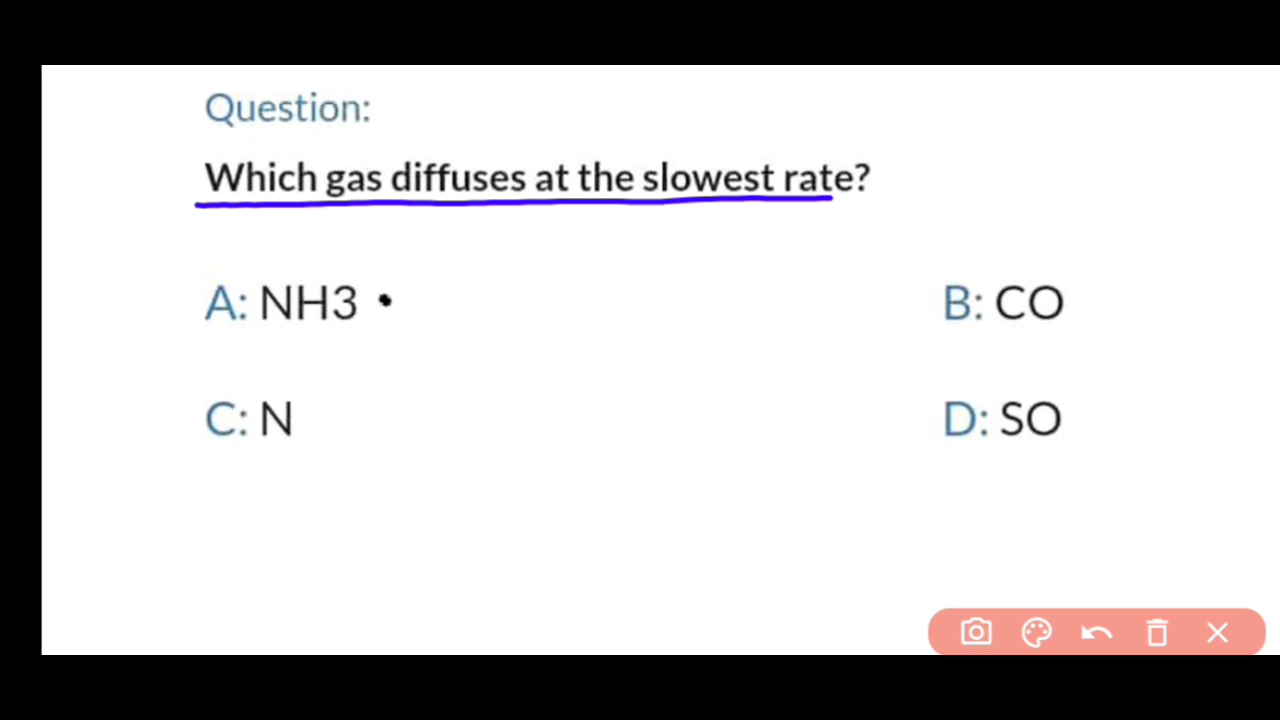 Question:
Which gas diffuses at the slowest rate?
A: NH3
B: CO
C: N
D: SO